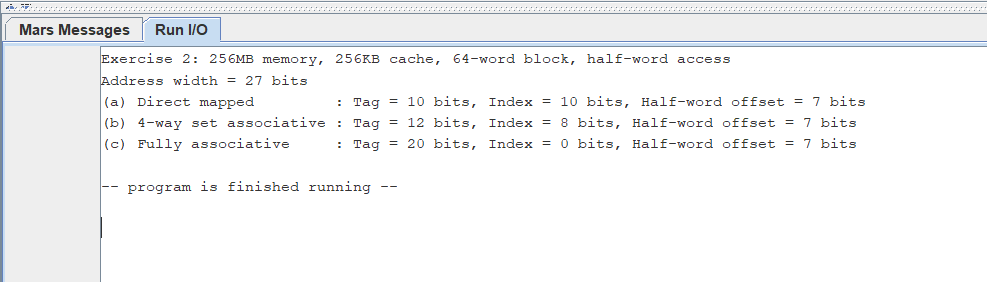 Mars Messages Run I/O
Exercise 2: 256MB memory, 256KB cache, 64-word block, half-word access
Address width = 27 bits
(a) Direct mapped         : Tag = 10 bits, Index = 10 bits, Half-word offset = 7 bits
(b) 4-way set associative : Tag = 12 bits, Index = 8 bits, Half-word offset = 7 bits
(c) Fully associative     : Tag = 20 bits, Index = 0 bits, Half-word offset = 7 bits
-- program is finished running --